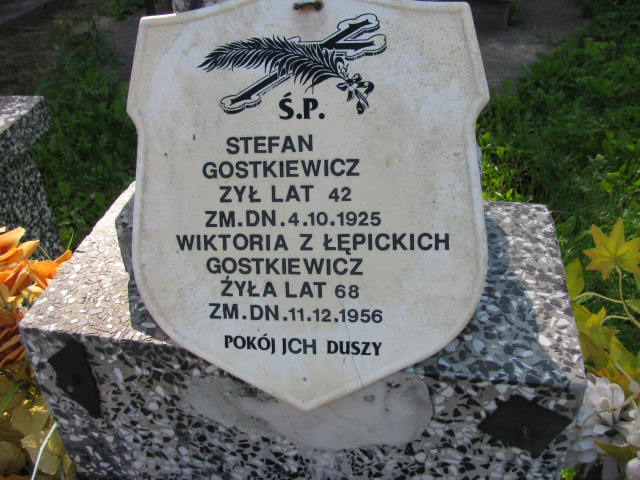 Ś.P.
STEFAN
GOSTKIEWICZ
ZYŁ LAT 42
ZM.DN.4.10.1925
WIKTORIA Z ŁĘPICKICH
GOSTKIEWICZ
ŻYŁA LAT 68
ZM.DN.11.12.1956
POKÓJ JCH DUSZY